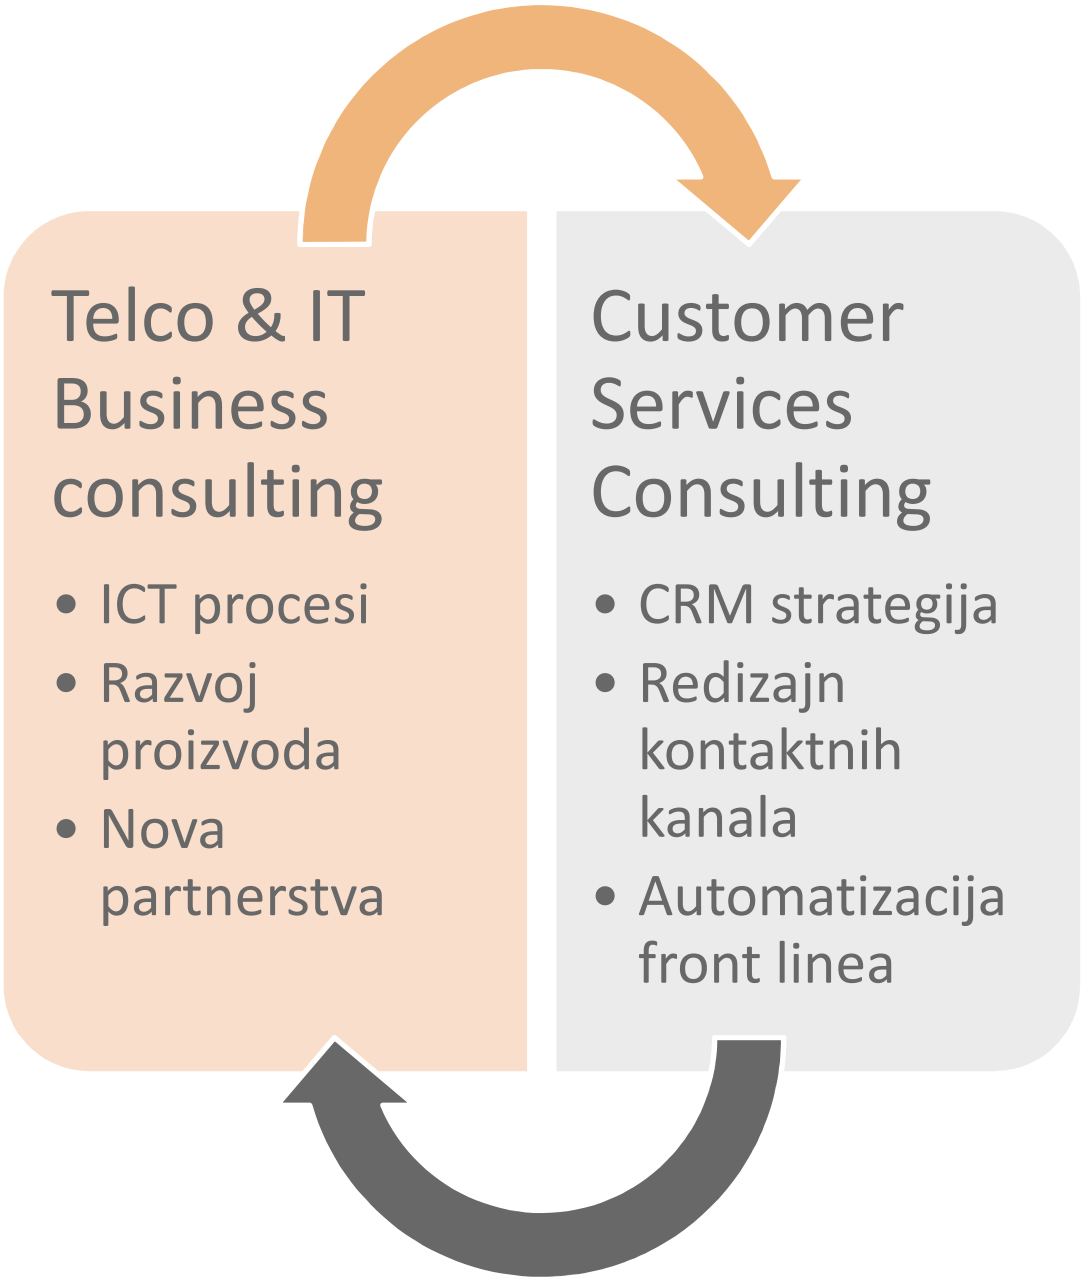 Telco & IT
Business
consulting
• ICT procesi
• Razvoj
proizvoda
• Nova
partnerstva
Customer
Services
Consulting
• CRM strategija
• Redizajn
kontaktnih
kanala
• Automatizacija
front linea